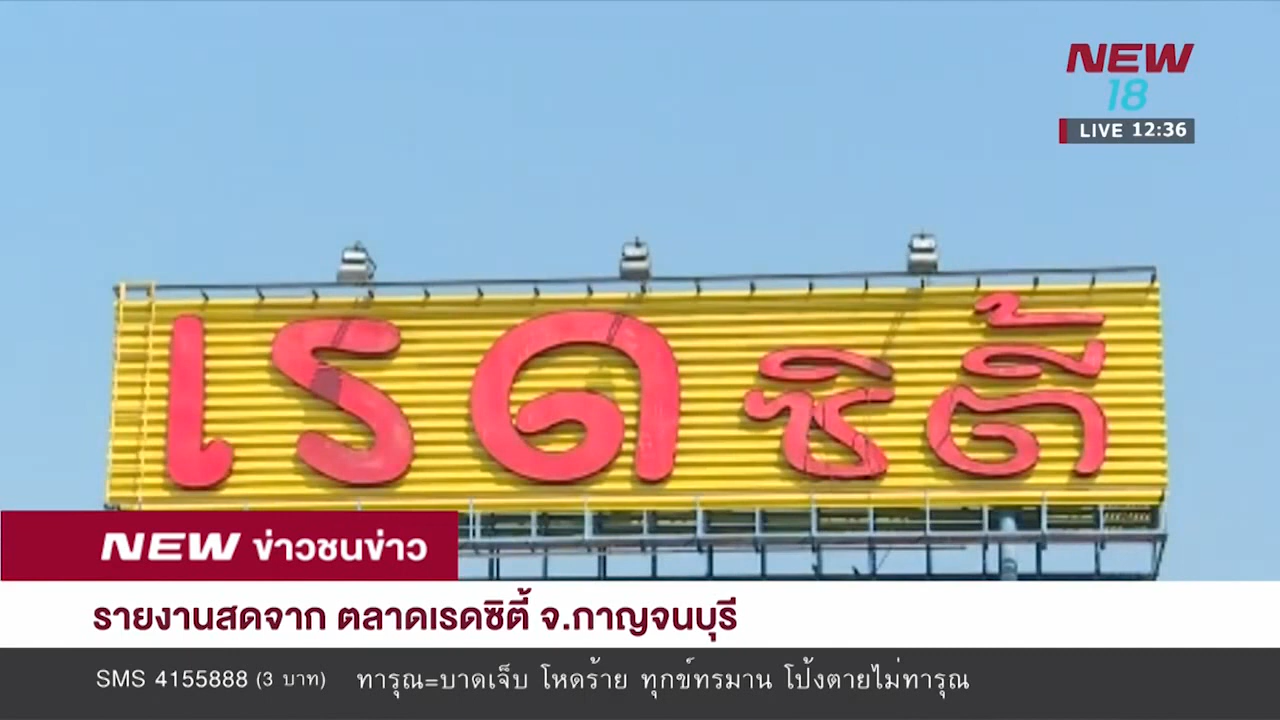 NEW
18
LIVE 12:36
เรด ซิตี้
NEW ข่าวชนข่าว
รายงานสดจาก ตลาดเรดซิตี้ จ.กาญจนบุรี
SMS 4155888 (3 บาท) ทารุณ=บาดเจ็บ โหดร้าย ทุกข์ทรมาน โป้งตายไม่ทารุณ